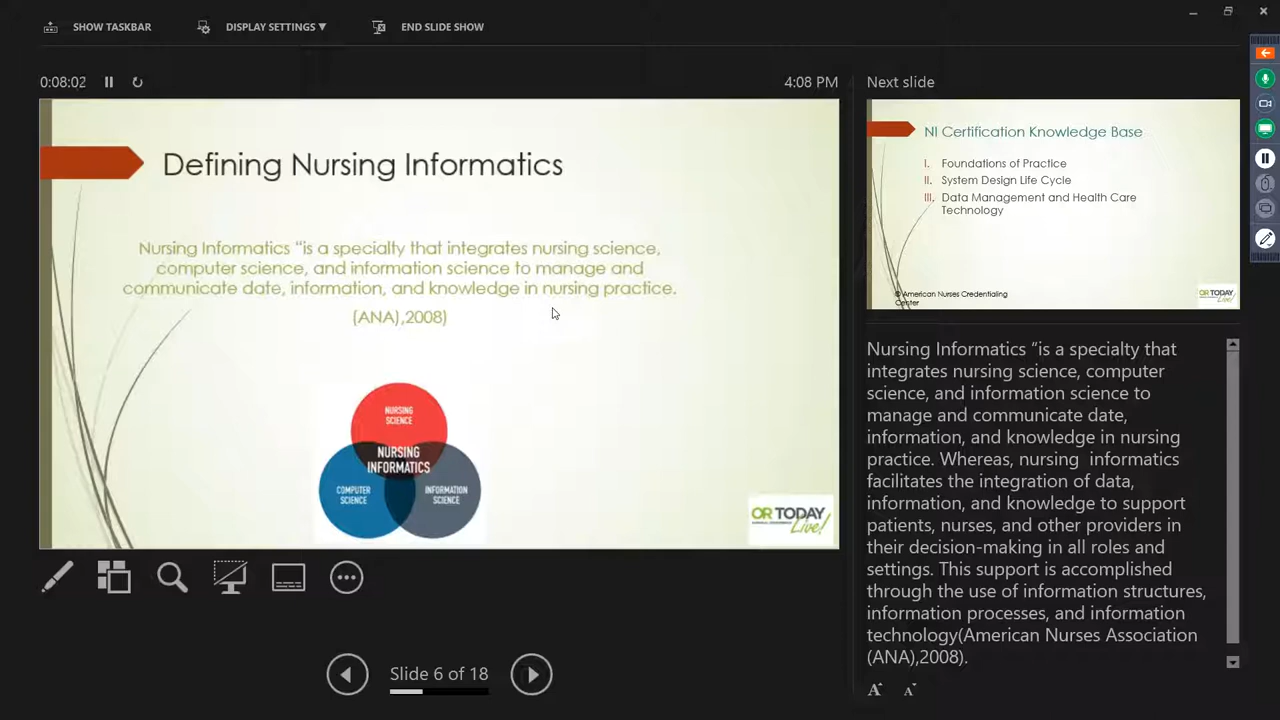 SHOW TASKBAR
DISPLAY SETTINGS ▼
END SLIDE SHOW
0:08:02
4:08 PM
Defining Nursing Informatics
Nursing Informatics “is a specialty that integrates nursing science,
computer science, and information science to manage and
communicate date, information, and knowledge in nursing practice.
(ANA),2008)
NURSING
SCIENCE
NURSING
INFORMATICS
COMPUTER
SCIENCE
INFORMATION
SCIENCE
OR TODAY
Live!
Slide 6 of 18
Next slide
NI Certification Knowledge Base
I. Foundations of Practice
II. System Design Life Cycle
III. Data Management and Health Care
Technology
© American Nurses Credentialing
Center
OR TODAY
Live!
Nursing Informatics “is a specialty that
integrates nursing science, computer
science, and information science to
manage and communicate date,
information, and knowledge in nursing
practice. Whereas, nursing  informatics
facilitates the integration of data,
information, and knowledge to support
patients, nurses, and other providers in
their decision-making in all roles and
settings. This support is accomplished
through the use of information structures,
information processes, and information
technology(American Nurses Association
(ANA),2008).
A A